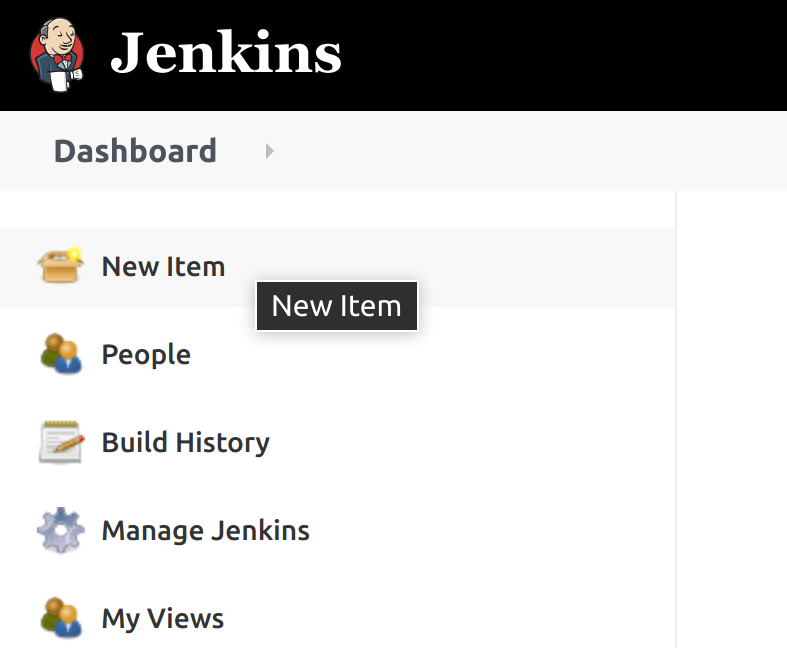 Jenkins
Dashboard
New Item
New Item
People
Build History
Manage Jenkins
My Views